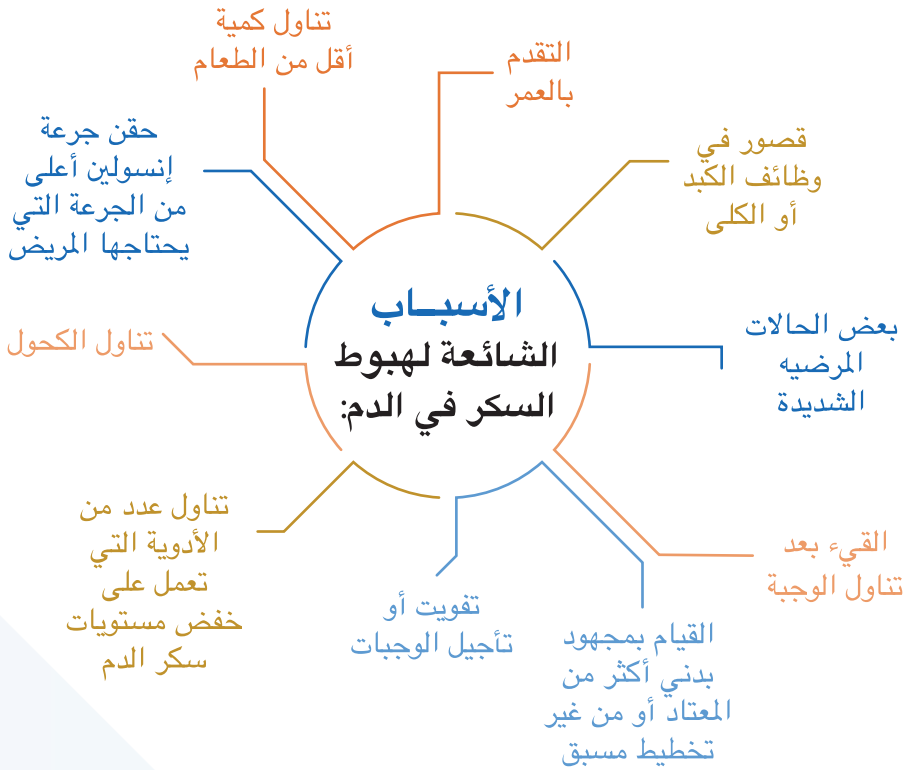 الأسبـــاب
الشائعة لهبوط
السكر في الدم:
التقدم
بالعمر
قصور في
وظائف الكبد
أو الكلى
بعض الحالات
المرضيه
الشديدة
القيء بعد
تناول الوجبة
القيام بمجهود
بدني أكثر من
المعتاد أو من غير
تخطيط مسبق
تفويت أو
تأجيل الوجبات
تناول عدد من
الأدوية التي
تعمل على
خفض مستويات
سكر الدم
تناول الكحول
حقن جرعة
إنسولين أعلى
من الجرعة التي
يحتاجها المريض
تناول كمية
أقل من الطعام